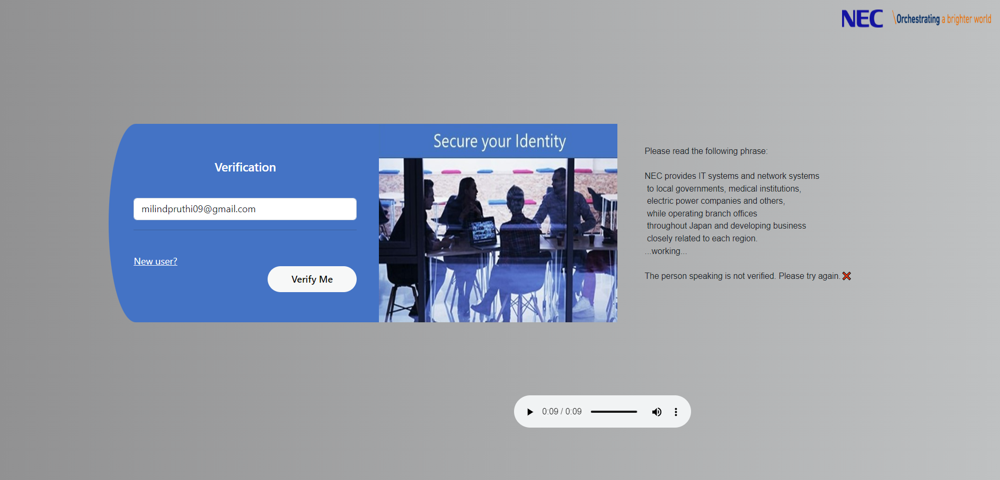 NEC \Orchestrating a brighter world
Secure your Identity
Verification
milindpruthi09@gmail.com
New user?
Verify Me
Please read the following phrase:
NEC provides IT systems and network systems
to local governments, medical institutions,
electric power companies and others,
while operating branch offices
throughout Japan and developing business
closely related to each region.
...working...
The person speaking is not verified. Please try again.❌
0:09 / 0:09